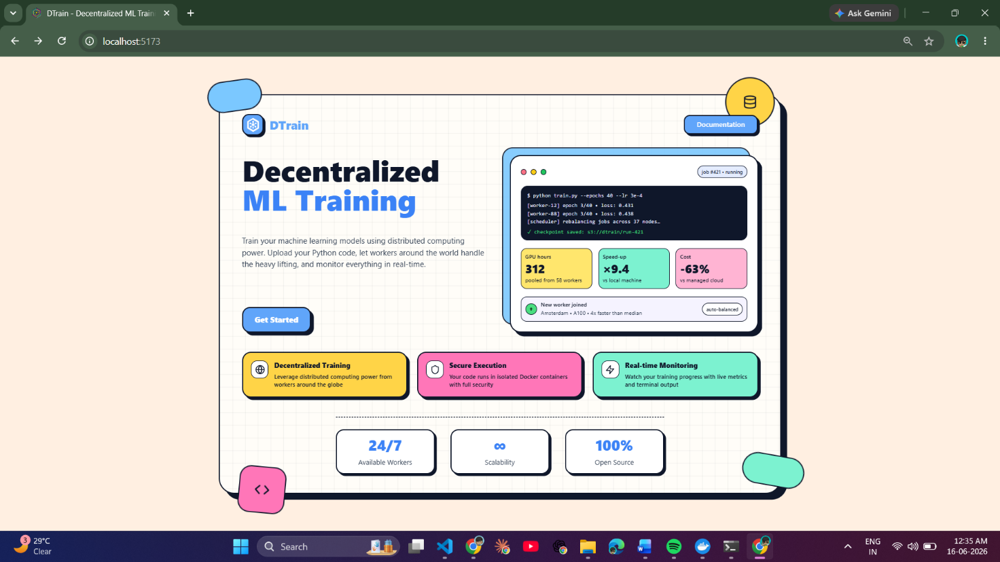 DTrain - Decentralized ML Train
Ask Gemini
localhost:5173
DTrain
Documentation
Decentralized
ML Training
Train your machine learning models using distributed computing
power. Upload your Python code, let workers around the world handle
the heavy lifting, and monitor everything in real-time.
Get Started
job #421 • running
$ python train.py --epochs 40 --lr 3e-4
[worker-12] epoch 3/40 • loss: 0.431
[worker-88] epoch 3/40 • loss: 0.438
[scheduler] rebalancing jobs across 37 nodes…
✓ checkpoint saved: s3://dtrain/run-421
GPU hours
312
pooled from 58 workers
Speed-up
×9.4
vs local machine
Cost
-63%
vs managed cloud
+
New worker joined
Amsterdam • A100 • 4x faster than median
auto-balanced
Decentralized Training
Leverage distributed computing power from
workers around the globe
Secure Execution
Your code runs in isolated Docker containers
with full security
Real-time Monitoring
Watch your training progress with live metrics
and terminal output
24/7
Available Workers
∞
Scalability
100%
Open Source
3
29°C
Clear
Search
ENG
IN
12:35 AM
16-06-2026